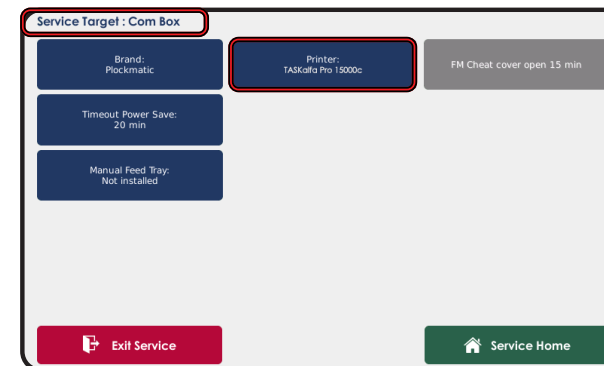 Service Target : Com Box
Brand:
Plockmatic
Printer:
TASKalfa Pro 15000c
FM Cheat cover open 15 min
Timeout Power Save:
20 min
Manual Feed Tray:
Not installed
Exit Service
Service Home